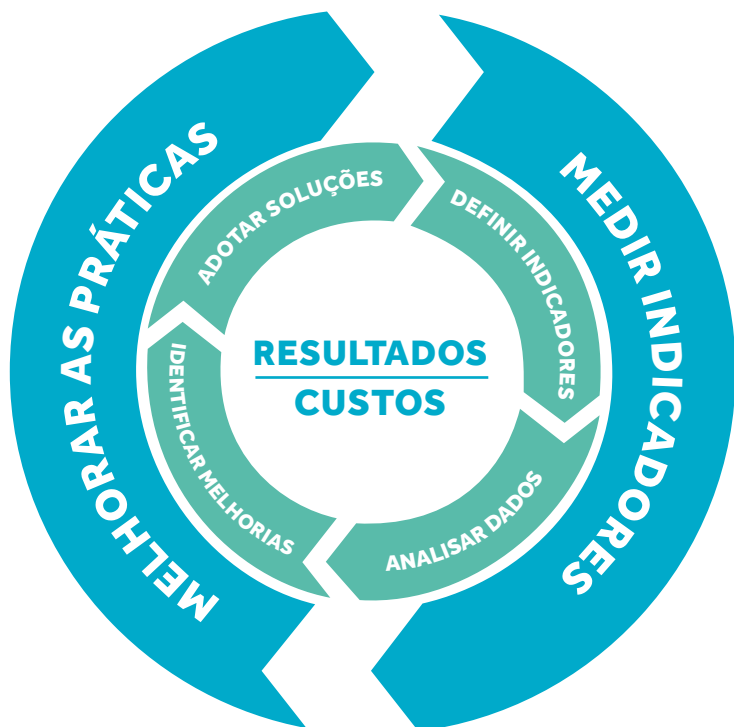 MELHORAR AS PRÁTICAS
MEDIR INDICADORES
ADOTAR SOLUÇÕES
DEFINIR INDICADORES
ANALISAR DADOS
IDENTIFICAR MELHORIAS
RESULTADOS
CUSTOS